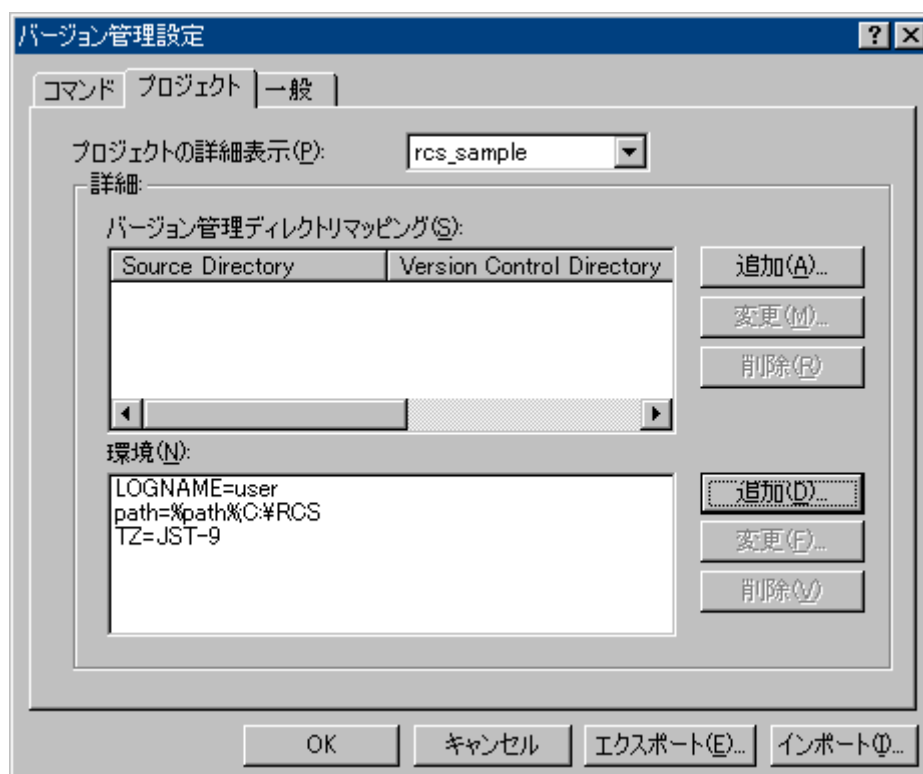 バージョン管理設定
コマンド プロジェクト 一般
プロジェクトの詳細表示(P): rcs_sample
詳細:
バージョン管理ディレクトリマッピング(S):
Source Directory Version Control Directory 追加(A)...
変更(M)...
削除(R)
環境(N):
LOGNAME=user 追加(D)...
path=%path%;C:¥RCS
TZ=JST-9 変更(F)...
削除(V)
OK キャンセル エクスポート(E)... インポート(I)...